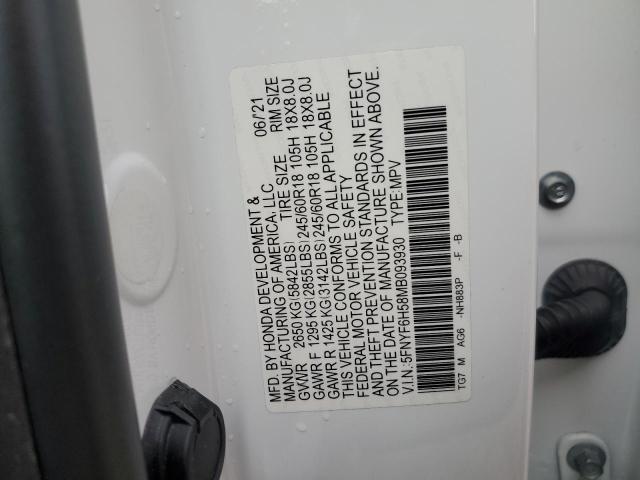 MFD. BY HONDA DEVELOPMENT & 06/'21
MANUFACTURING OF AMERICA, LLC TIRE SIZE RIM SIZE
GVWR 2650 KG(5842LBS)
GAWR F 1295 KG(2855LBS) 245/60R18 105H 18X8.0J
GAWR R 1425 KG(3142LBS) 245/60R18 105H 18X8.0J
THIS VEHICLE CONFORMS TO ALL APPLICABLE
FEDERAL MOTOR VEHICLE SAFETY
AND THEFT PREVENTION STANDARDS IN EFFECT
ON THE DATE OF MANUFACTURE SHOWN ABOVE.
V.I.N.:5FNYF6H58MB093930 TYPE:MPV
TG7 M AG6 -NH883P -F -B